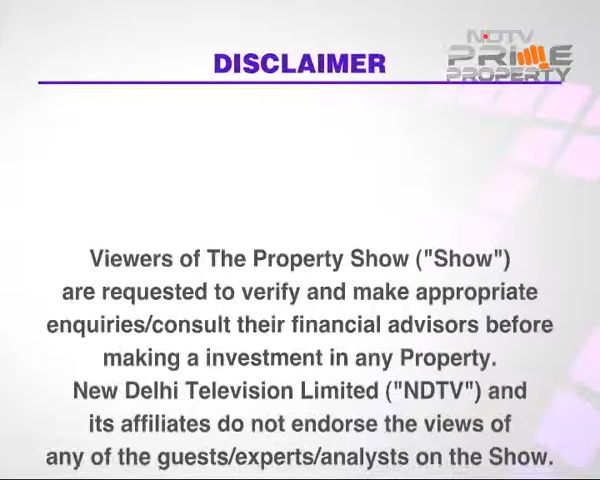 NDTV
PRIME
PROPERTY
DISCLAIMER
Viewers of The Property Show ("Show")
are requested to verify and make appropriate
enquiries/consult their financial advisors before
making a investment in any Property.
New Delhi Television Limited ("NDTV") and
its affiliates do not endorse the views of
any of the guests/experts/analysts on the Show.